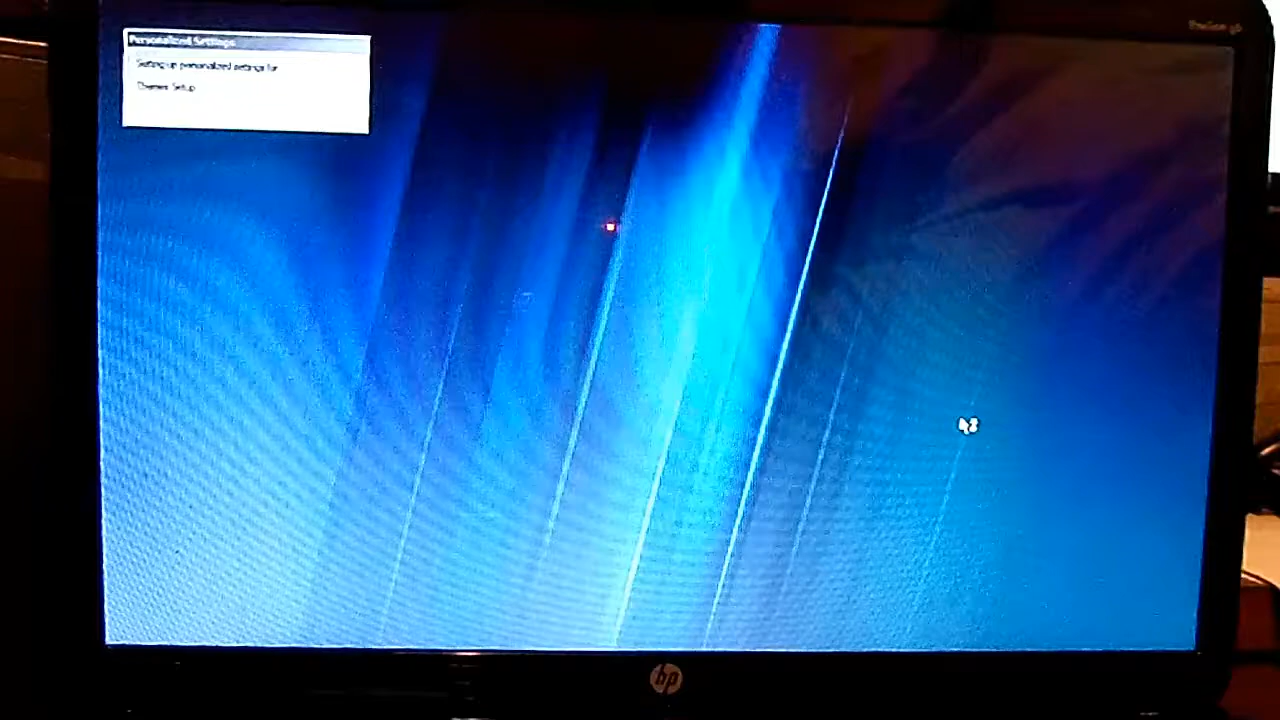 Personalized Settings
Setting up personalized settings for
Themes Setup
hp